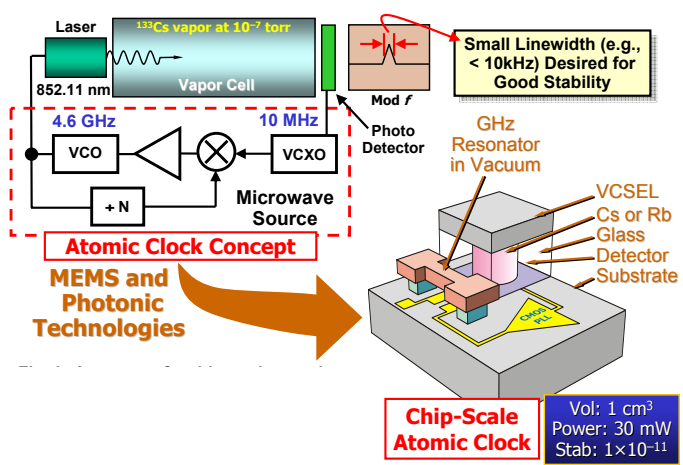 Laser
¹³³Cs vapor at 10⁻⁷ torr
Vapor Cell
852.11 nm
Mod f
Small Linewidth (e.g.,
< 10kHz) Desired for
Good Stability
4.6 GHz
10 MHz
Photo
Detector
VCO
VCXO
÷ N
Microwave
Source
Atomic Clock Concept
GHz
Resonator
in Vacuum
VCSEL
Cs or Rb
Glass
Detector
Substrate
MEMS and
Photonic
Technologies
CMOS
PLL
Chip-Scale
Atomic Clock
Vol: 1 cm³
Power: 30 mW
Stab: 1×10⁻¹¹